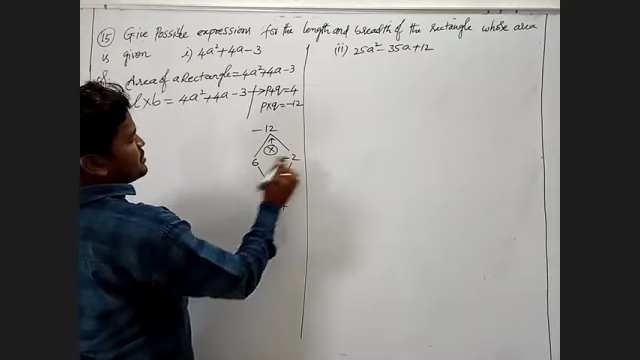 (15) Give Possible expressions for the length and breadth of the rectangle whose area
is given i) 4a²+4a-3
(ii) 25a²-35a+12
Area of a Rectangle = 4a²+4a-3
l×b = 4a²+4a-3 → p+q=4
p×q=-12
-12
×
6 -2
+